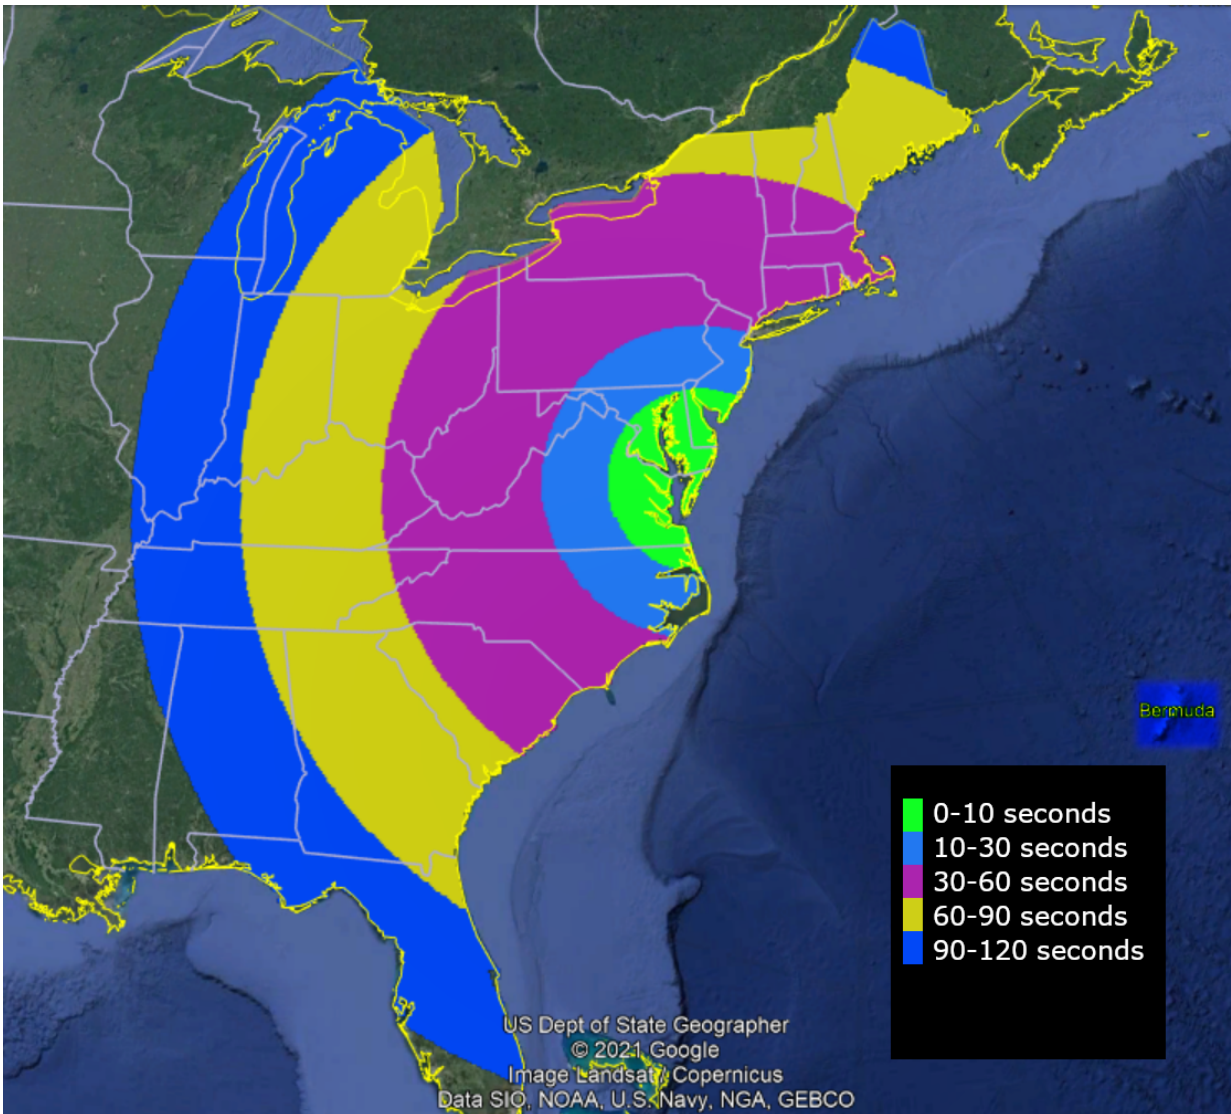 Bermuda
0-10 seconds
10-30 seconds
30-60 seconds
60-90 seconds
90-120 seconds
US Dept of State Geographer
© 2021 Google
Image Landsat / Copernicus
Data SIO, NOAA, U.S. Navy, NGA, GEBCO